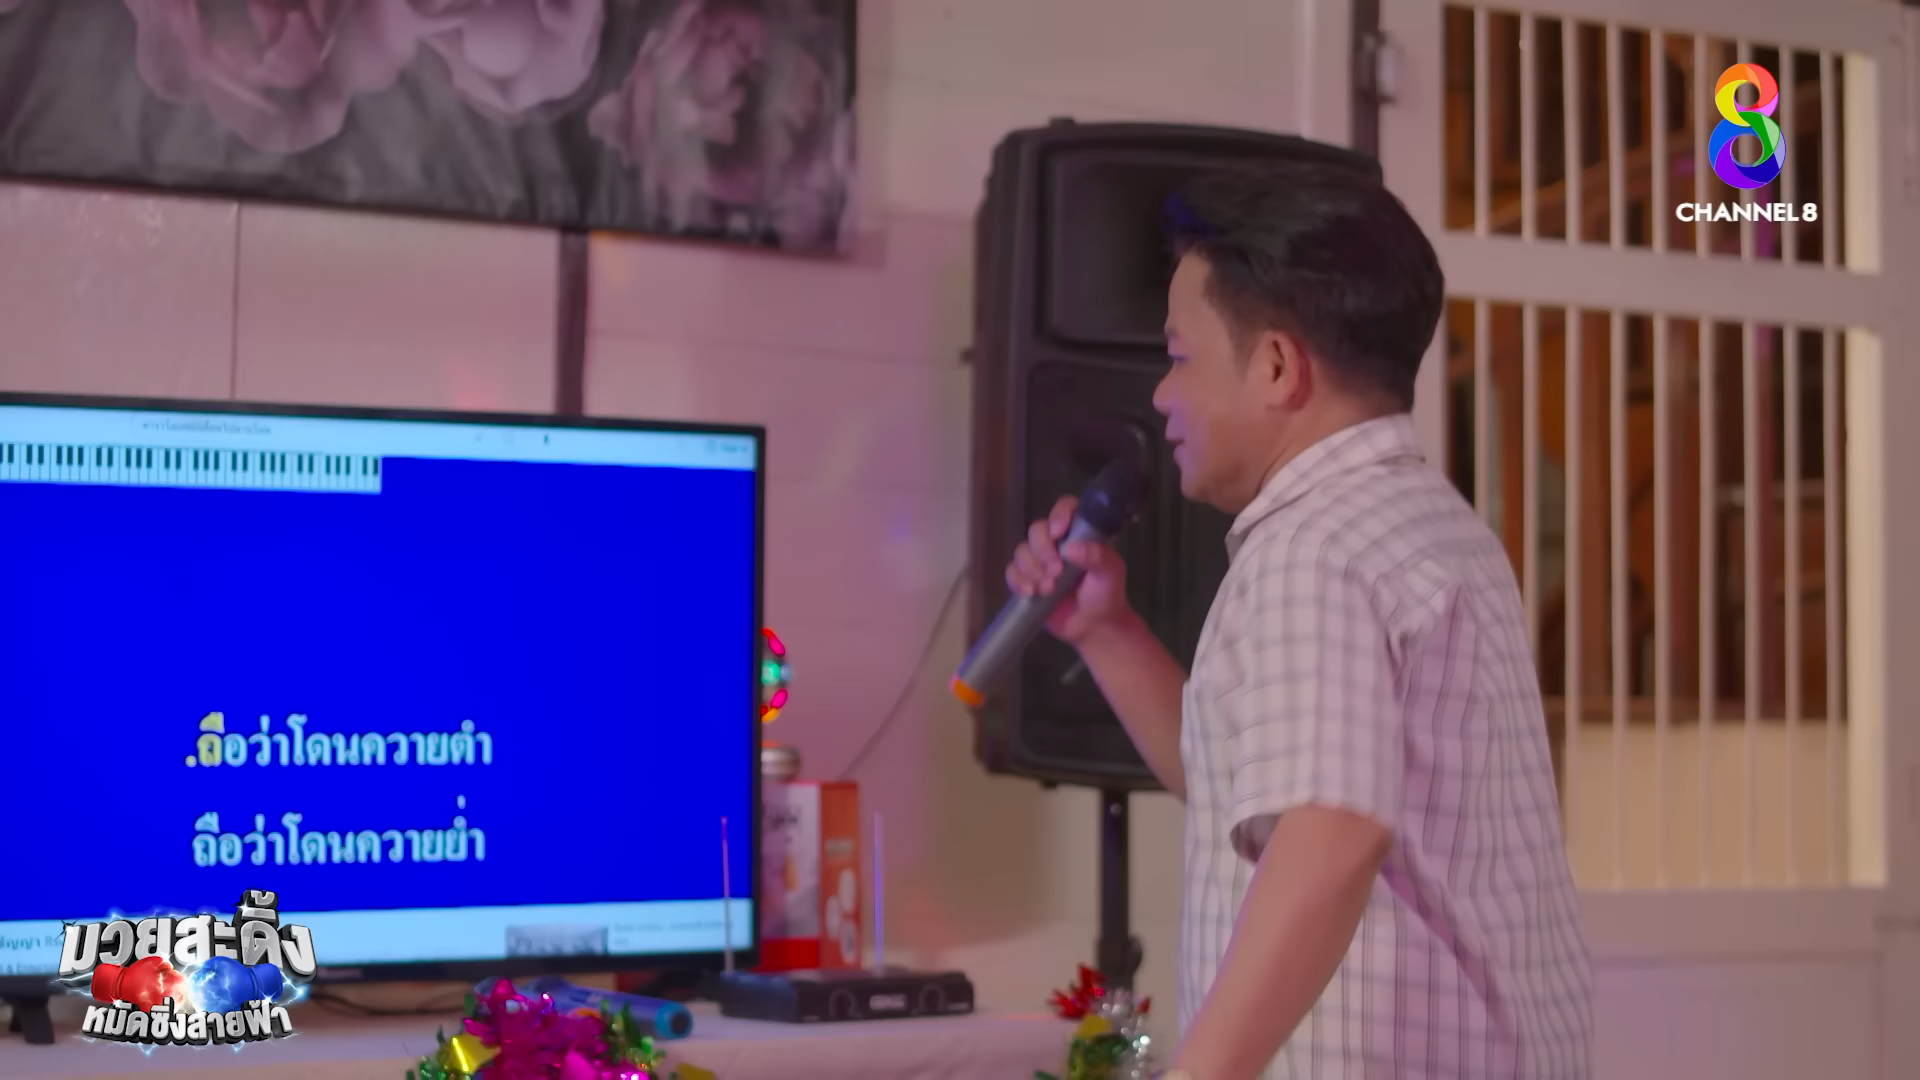 CHANNEL 8
.ถือว่าโดนควายตำ
ถือว่าโดนควายย่ำ
มวยสะดิ้ง
หมัดซิ่งสายฟ้า